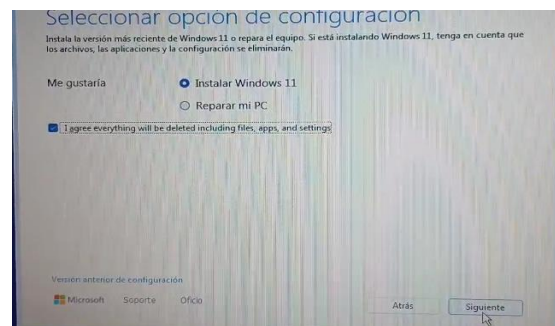 Seleccionar opción de configuración
Instala la versión más reciente de Windows 11 o repara el equipo. Si está instalando Windows 11, tenga en cuenta que
los archivos, las aplicaciones y la configuración se eliminarán.
Me gustaría
Instalar Windows 11
Reparar mi PC
I agree everything will be deleted including files, apps, and settings
Versión anterior de configuración
Microsoft Soporte Oficio
Atrás Siguiente